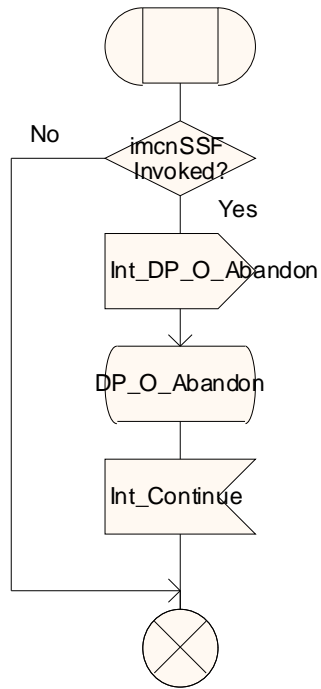 No
imcnSSF
Invoked?
Yes
Int_DP_O_Abandon
DP_O_Abandon
Int_Continue